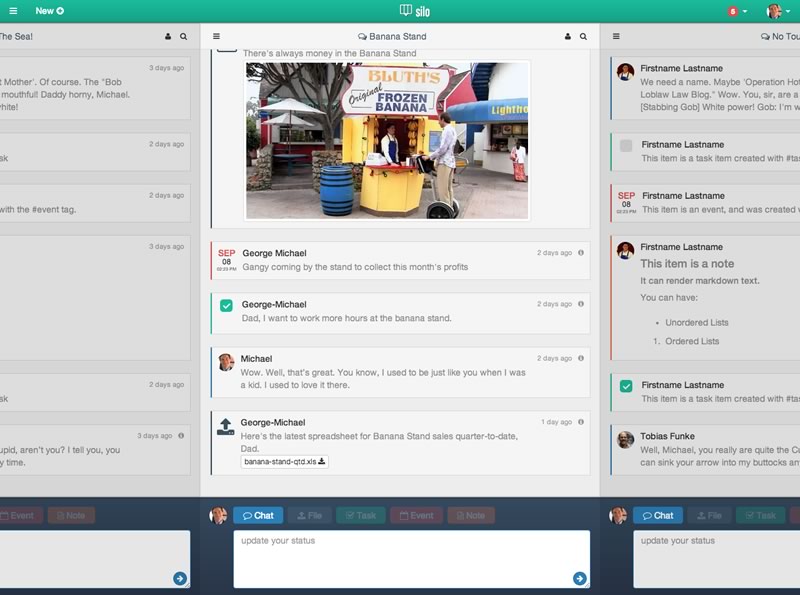 New
silo
6
The Sea!
3 days ago
t Mother'. Of course. The "Bob
mouthful! Daddy horny, Michael.
white!
2 days ago
sk
2 days ago
with the #event tag.
3 days ago
2 days ago
sk
3 days ago
upid, aren't you? I tell you, you
y time.
Event
Note
Banana Stand
There's always money in the Banana Stand
BLUTH'S
Original
FROZEN
BANANA
Lightho
SEP
08
02:23 PM
George Michael
2 days ago
Gangy coming by the stand to collect this month's profits
George-Michael
2 days ago
Dad, I want to work more hours at the banana stand.
Michael
2 days ago
Wow. Well, that's great. You know, I used to be just like you when I was
a kid. I used to love it there.
George-Michael
1 day ago
Here's the latest spreadsheet for Banana Stand sales quarter-to-date,
Dad.
banana-stand-qtd.xls
Chat
File
Task
Event
Note
update your status
No Tou
Firstname Lastname
We need a name. Maybe 'Operation Hot
Loblaw Law Blog." Wow. You, sir, are a
[Stabbing Gob] White power! Gob: I'm w
Firstname Lastname
This item is a task item created with #tas
SEP
08
02:23 PM
Firstname Lastname
This item is an event, and was created w
Firstname Lastname
This item is a note
It can render markdown text.
You can have:
Unordered Lists
1. Ordered Lists
Firstname Lastname
This item is a task item created with #tas
Tobias Funke
Well, Michael, you really are quite the Cu
can sink your arrow into my buttocks an
Chat
File
Task
update your status